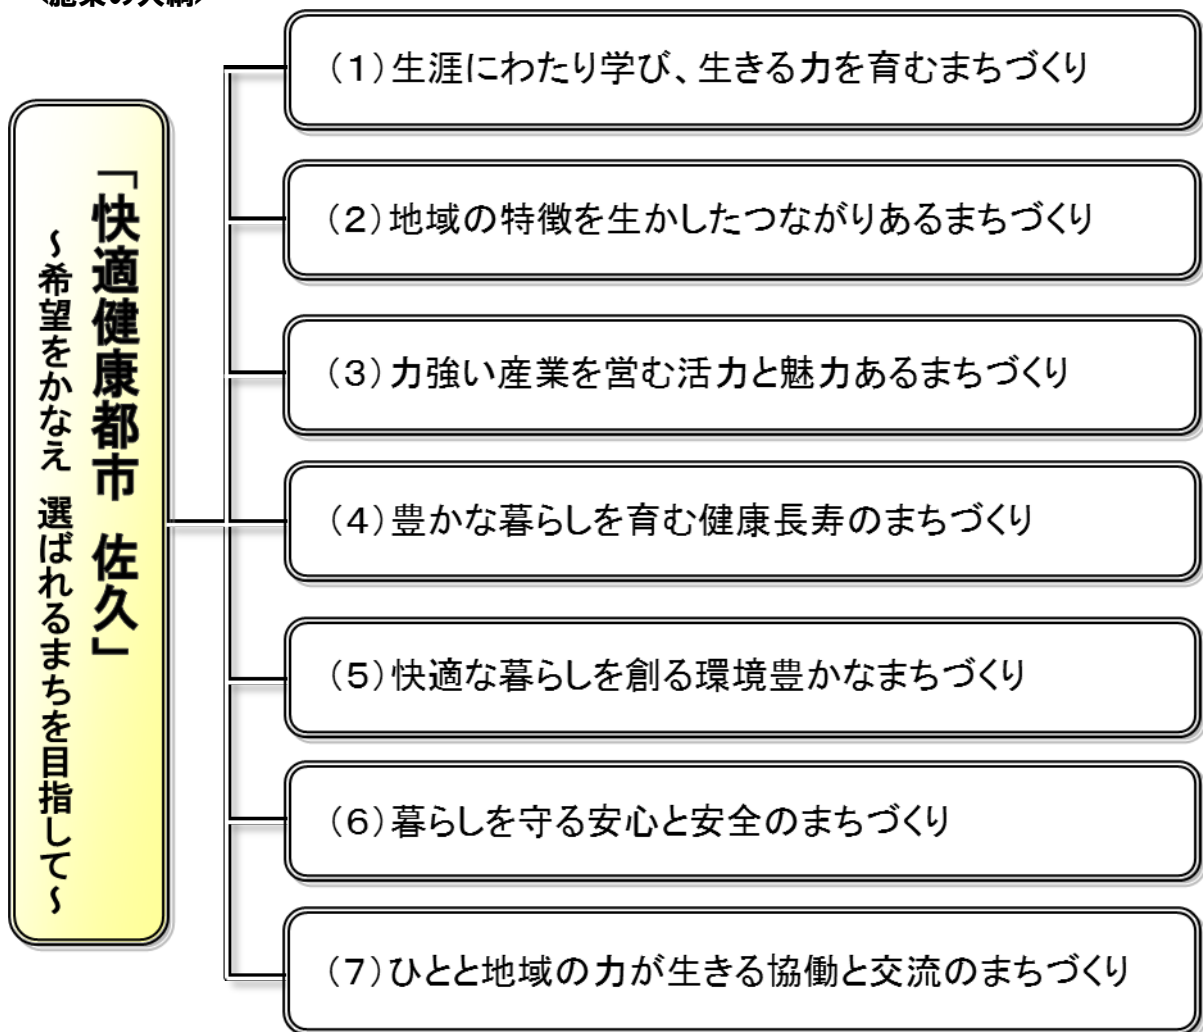 「快適健康都市 佐久」
～希望をかなえ 選ばれるまちを目指して～
（１）生涯にわたり学び、生きる力を育むまちづくり
（２）地域の特徴を生かしたつながりあるまちづくり
（３）力強い産業を営む活力と魅力あるまちづくり
（４）豊かな暮らしを育む健康長寿のまちづくり
（５）快適な暮らしを創る環境豊かなまちづくり
（６）暮らしを守る安心と安全のまちづくり
（７）ひとと地域の力が生きる協働と交流のまちづくり